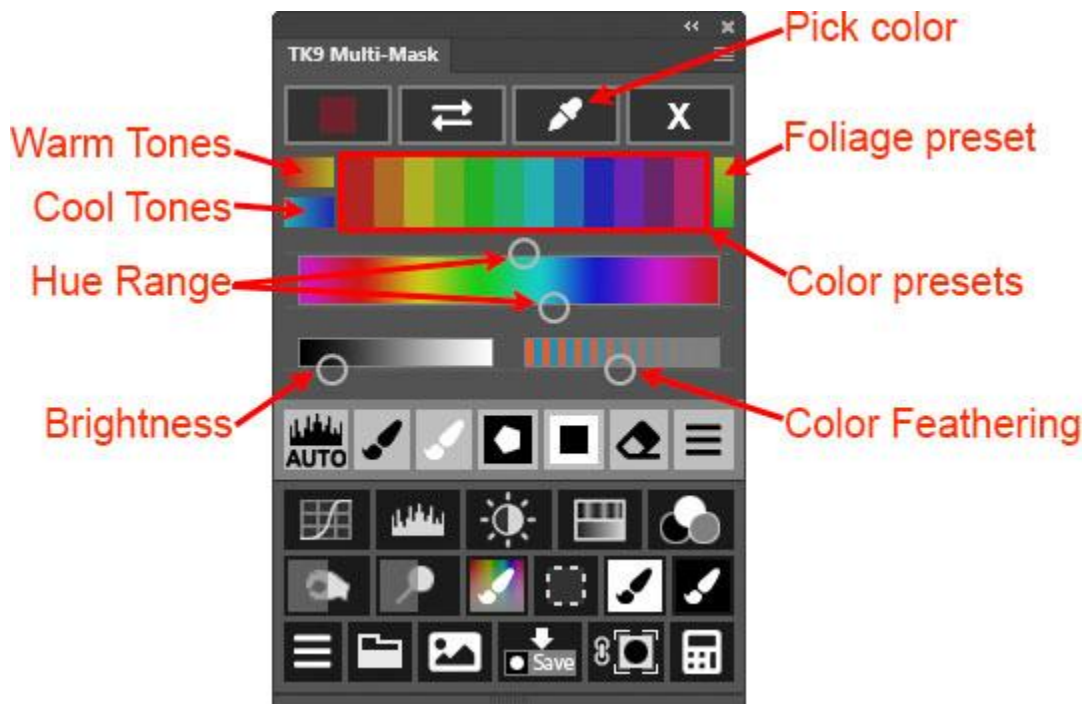 Pick color
TK9 Multi-Mask
X
Warm Tones
Foliage preset
Cool Tones
Hue Range
Color presets
Brightness
Color Feathering
AUTO
Save